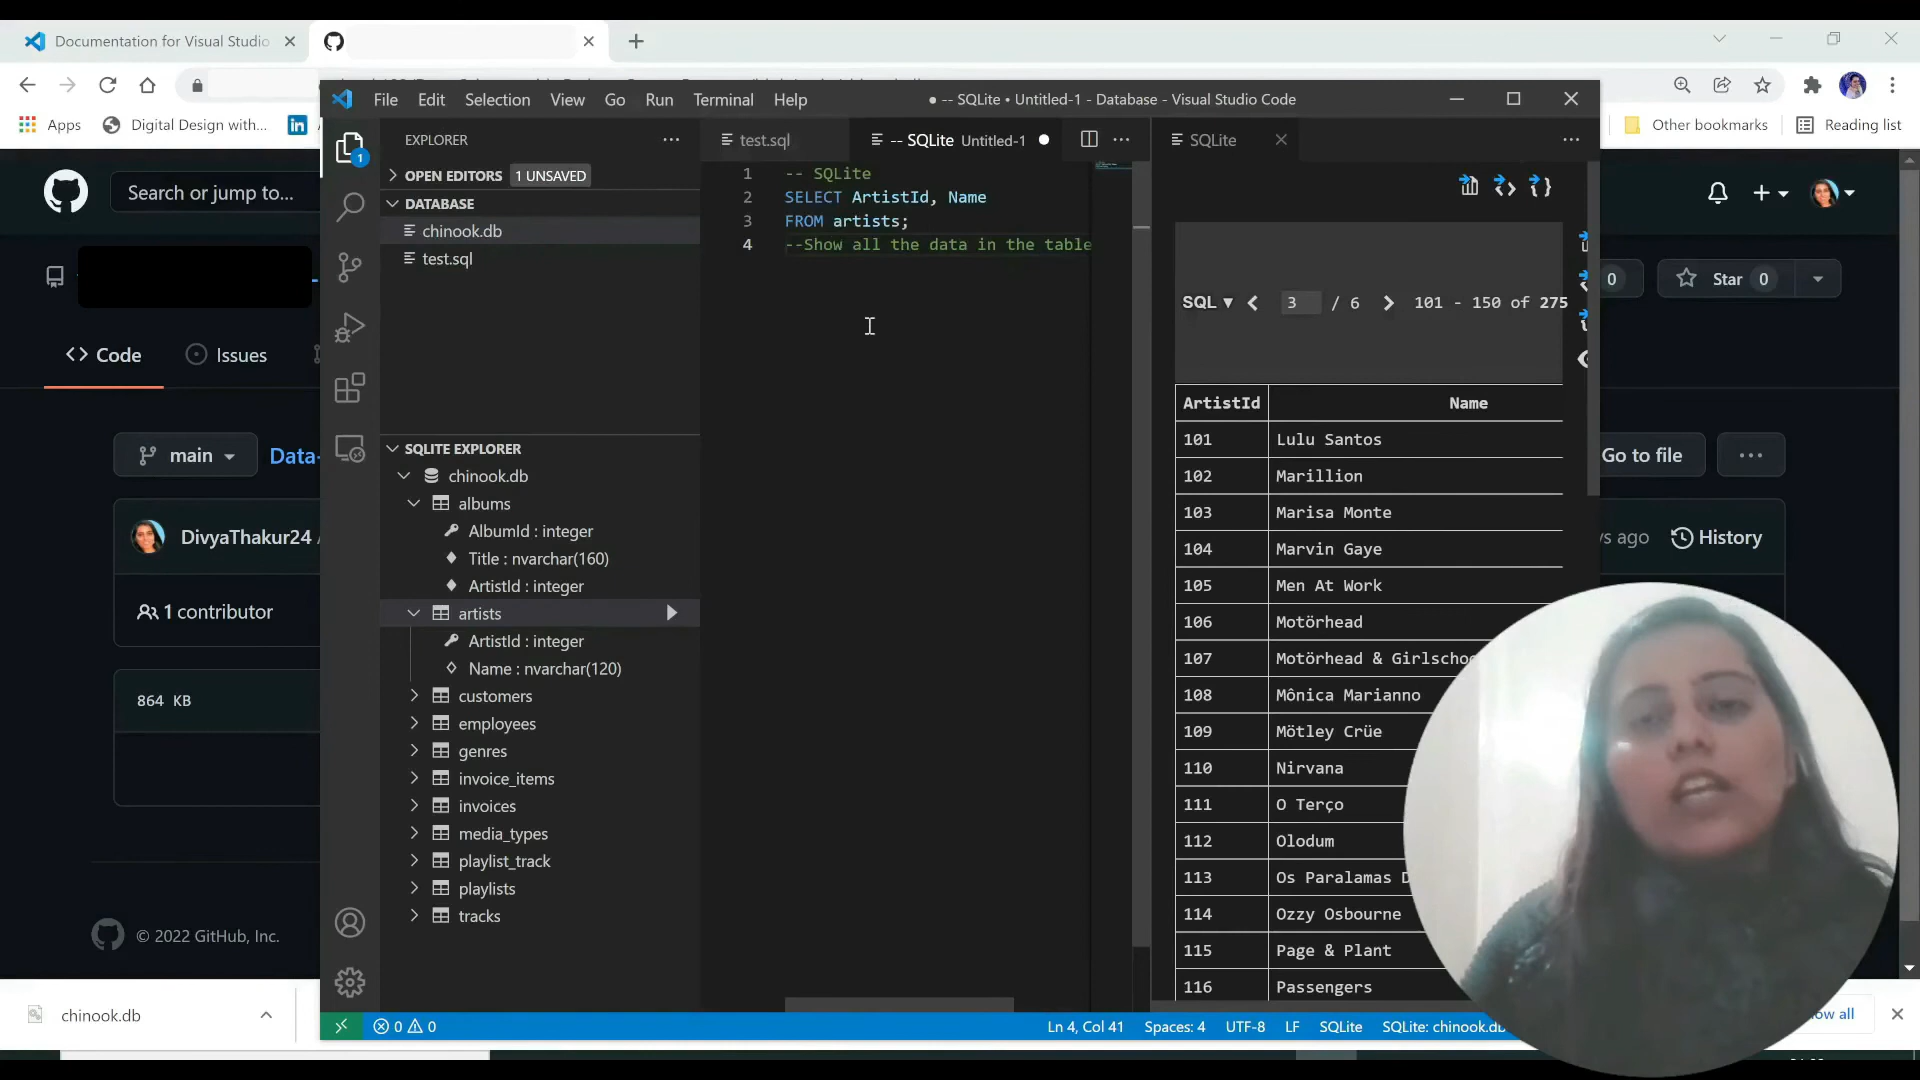 Documentation for Visual Studio
Apps
Digital Design with...
Other bookmarks
Reading list
File Edit Selection View Go Run Terminal Help
● -- SQLite • Untitled-1 - Database - Visual Studio Code
Search or jump to...
EXPLORER
1
OPEN EDITORS 1 UNSAVED
DATABASE
chinook.db
test.sql
test.sql
-- SQLite Untitled-1
SQLite
1 -- SQLite
2 SELECT ArtistId, Name
3 FROM artists;
4 --Show all the data in the table
SQL ▼ 3 / 6 101 - 150 of 275
ArtistId Name
101 Lulu Santos
102 Marillion
103 Marisa Monte
104 Marvin Gaye
105 Men At Work
106 Motörhead
107 Motörhead & Girlschoo
108 Mônica Marianno
109 Mötley Crüe
110 Nirvana
111 O Terço
112 Olodum
113 Os Paralamas D
114 Ozzy Osbourne
115 Page & Plant
116 Passengers
SQLITE EXPLORER
chinook.db
albums
AlbumId : integer
Title : nvarchar(160)
ArtistId : integer
artists
ArtistId : integer
Name : nvarchar(120)
customers
employees
genres
invoice_items
invoices
media_types
playlist_track
playlists
tracks
Code
Issues
0
Star 0
main
Data-
Go to file
DivyaThakur24 /
ys ago
History
1 contributor
864 KB
© 2022 GitHub, Inc.
0 0
Ln 4, Col 41 Spaces: 4 UTF-8 LF SQLite SQLite: chinook.db
chinook.db
ow all